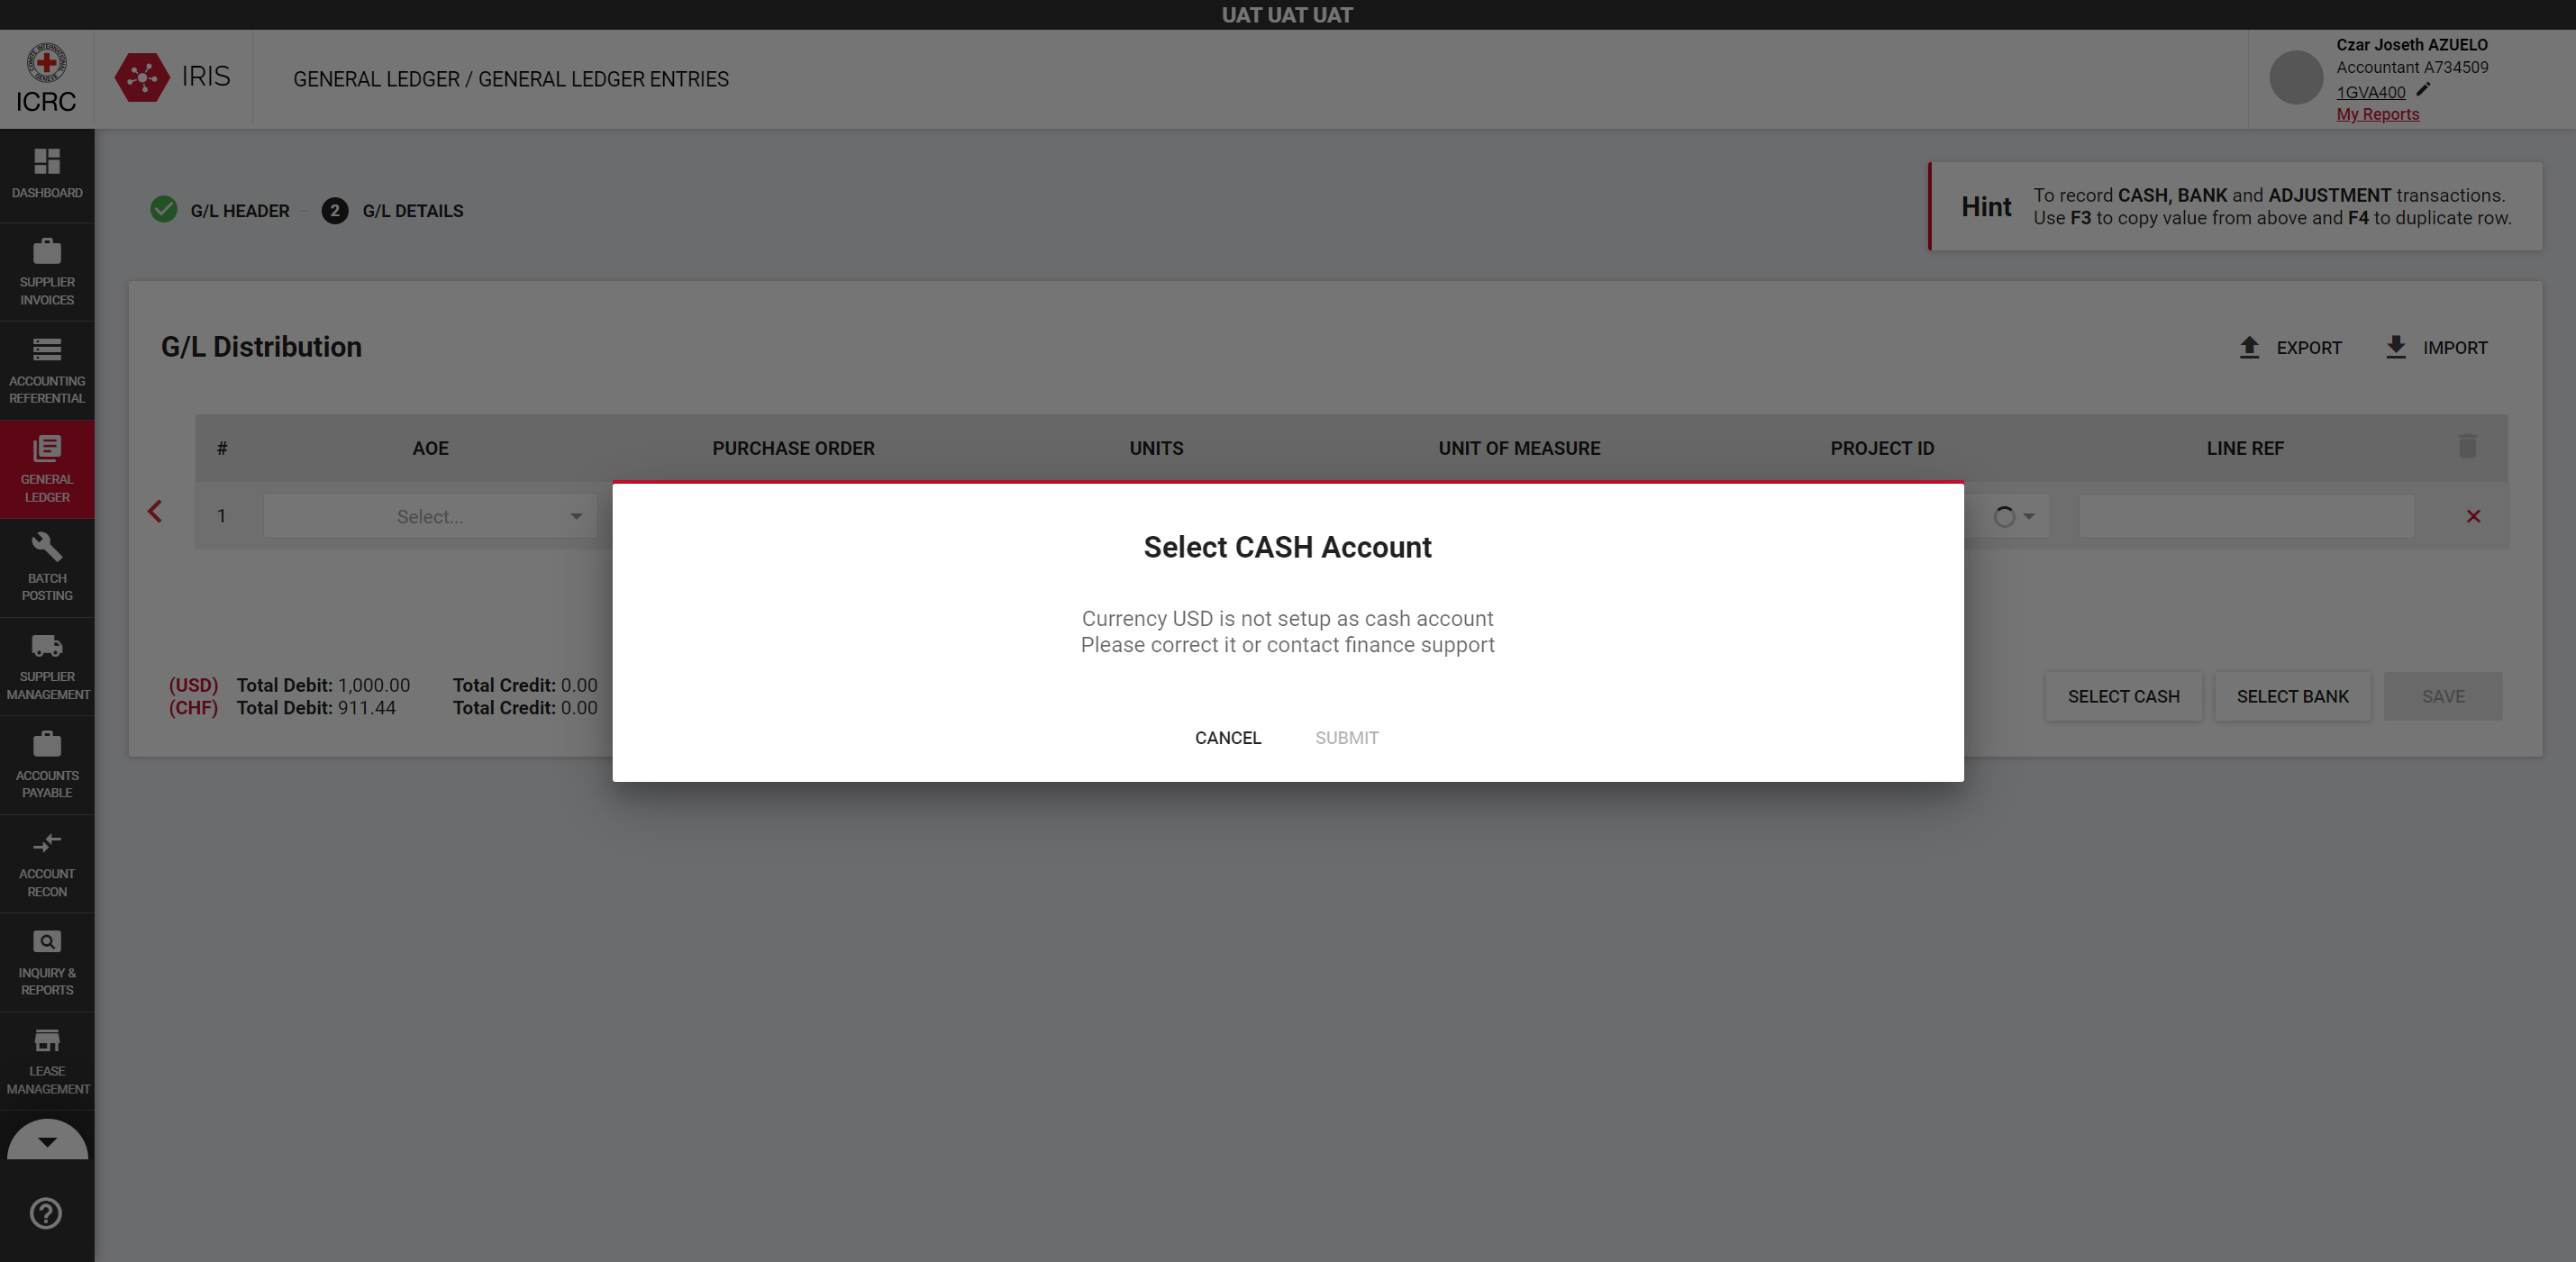 UAT UAT UAT
ICRC
IRIS
GENERAL LEDGER / GENERAL LEDGER ENTRIES
Czar Joseth AZUELO
Accountant A734509
1GVA400
My Reports
DASHBOARD
SUPPLIER
INVOICES
ACCOUNTING
REFERENTIAL
GENERAL
LEDGER
BATCH
POSTING
SUPPLIER
MANAGEMENT
ACCOUNTS
PAYABLE
ACCOUNT
RECON
INQUIRY &
REPORTS
LEASE
MANAGEMENT
G/L HEADER
2 G/L DETAILS
Hint
To record CASH, BANK and ADJUSTMENT transactions.
Use F3 to copy value from above and F4 to duplicate row.
G/L Distribution
EXPORT
IMPORT
# AOE PURCHASE ORDER UNITS UNIT OF MEASURE PROJECT ID LINE REF
1 Select...
Select CASH Account
Currency USD is not setup as cash account
Please correct it or contact finance support
CANCEL SUBMIT
(USD) Total Debit: 1,000.00 Total Credit: 0.00
(CHF) Total Debit: 911.44 Total Credit: 0.00
SELECT CASH SELECT BANK SAVE